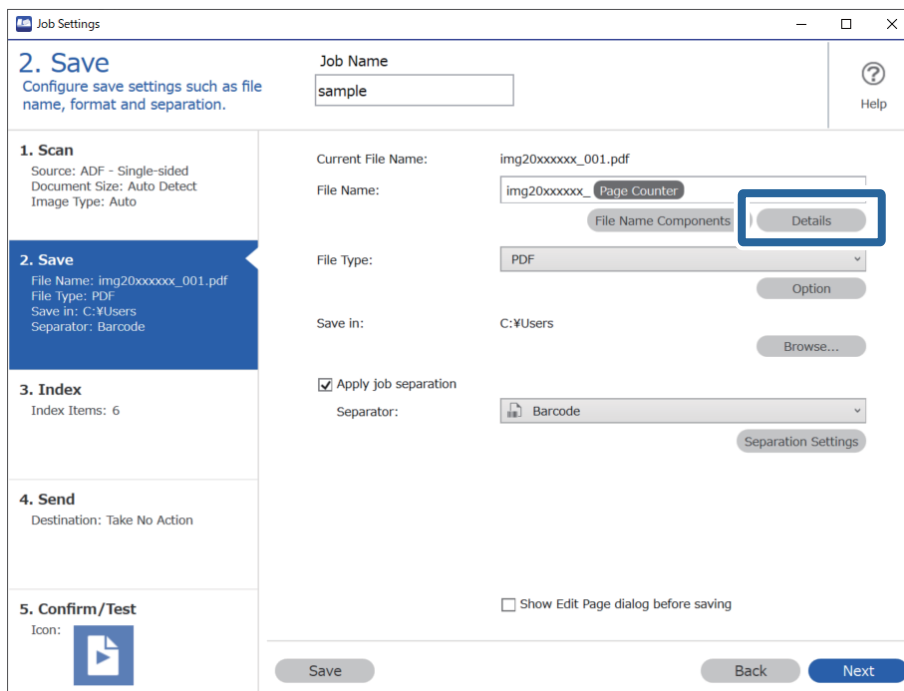 Job Settings
2. Save
Configure save settings such as file
name, format and separation.
Job Name
sample
Help
1. Scan
Source: ADF - Single-sided
Document Size: Auto Detect
Image Type: Auto
2. Save
File Name: img20xxxxxx_001.pdf
File Type: PDF
Save in: C:¥Users
Separator: Barcode
3. Index
Index Items: 6
4. Send
Destination: Take No Action
5. Confirm/Test
Icon:
Current File Name: img20xxxxxx_001.pdf
File Name: img20xxxxxx_ Page Counter
File Name Components Details
File Type: PDF
Option
Save in: C:¥Users
Browse...
Apply job separation
Separator: Barcode
Separation Settings
Show Edit Page dialog before saving
Save Back Next